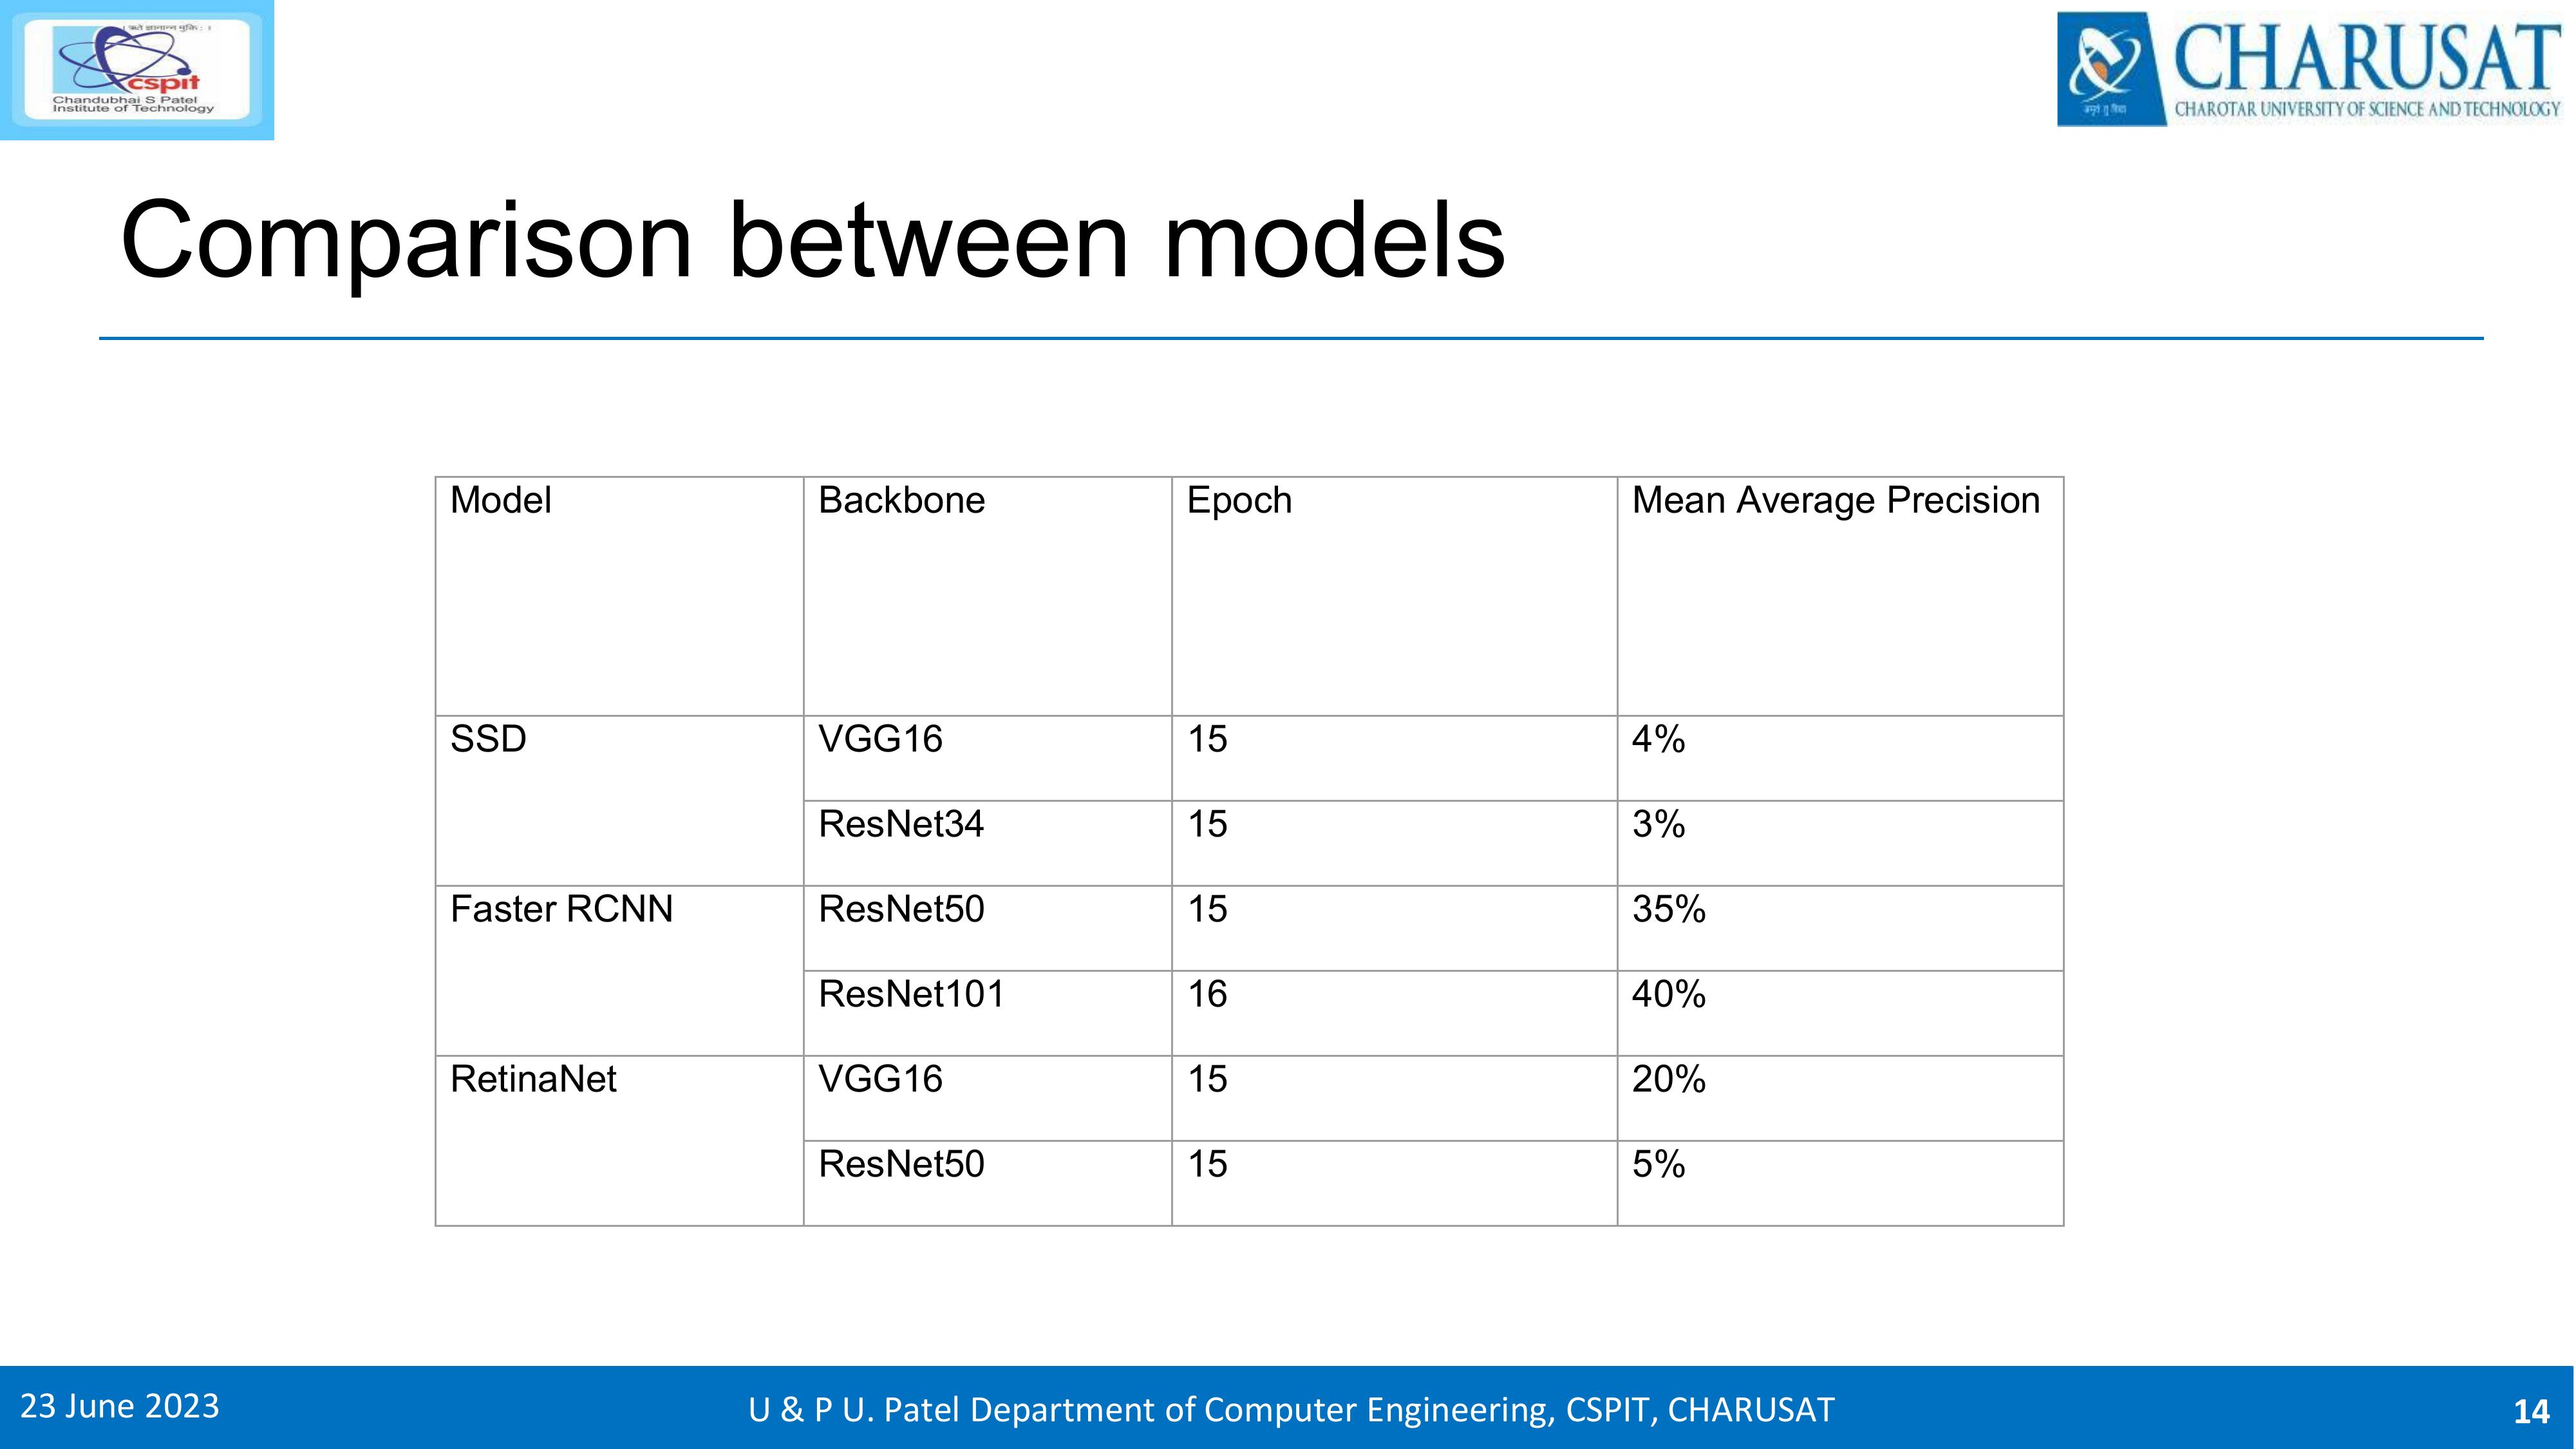 । ऋते ज्ञानान्न मुक्ति: ।
cspit
Chandubhai S Patel
Institute of Technology
CHARUSAT
CHAROTAR UNIVERSITY OF SCIENCE AND TECHNOLOGY
Comparison between models
Model Backbone Epoch Mean Average Precision
SSD VGG16 15 4%
ResNet34 15 3%
Faster RCNN ResNet50 15 35%
ResNet101 16 40%
RetinaNet VGG16 15 20%
ResNet50 15 5%
23 June 2023 U & P U. Patel Department of Computer Engineering, CSPIT, CHARUSAT 14